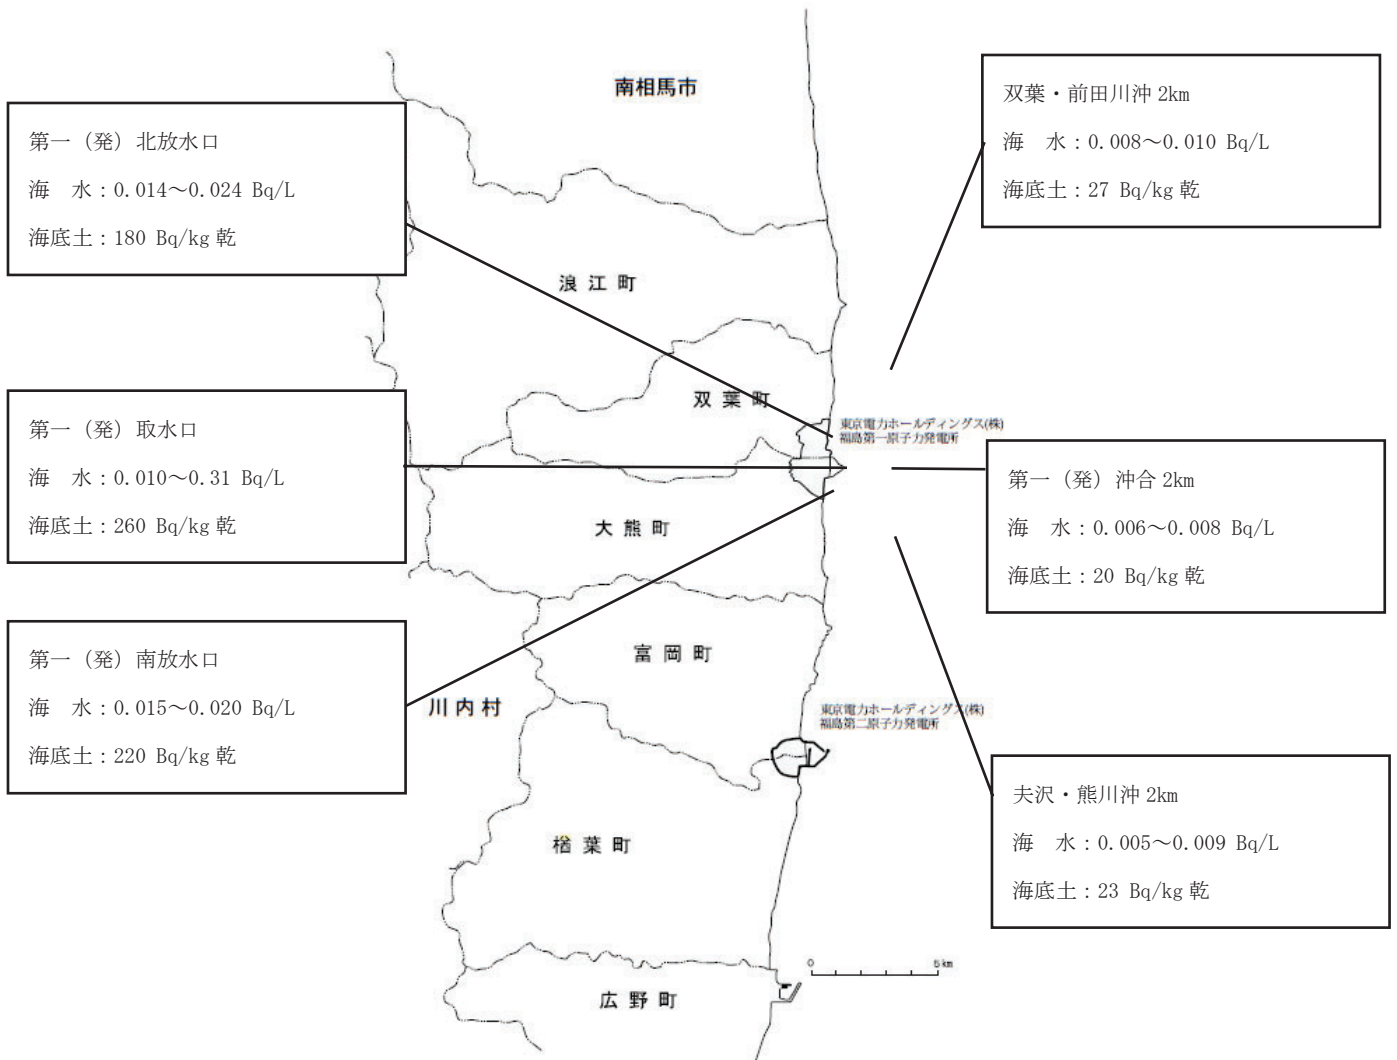 南相馬市
双葉・前田川沖 2km
海　水：0.008～0.010 Bq/L
海底土：27 Bq/kg 乾
第一（発）北放水口
海　水：0.014～0.024 Bq/L
海底土：180 Bq/kg 乾
浪江町
双葉町
東京電力ホールディングス(株)
福島第一原子力発電所
第一（発）取水口
海　水：0.010～0.31 Bq/L
海底土：260 Bq/kg 乾
第一（発）沖合 2km
海　水：0.006～0.008 Bq/L
海底土：20 Bq/kg 乾
大熊町
第一（発）南放水口
海　水：0.015～0.020 Bq/L
海底土：220 Bq/kg 乾
富岡町
川内村
東京電力ホールディングス(株)
福島第二原子力発電所
夫沢・熊川沖 2km
海　水：0.005～0.009 Bq/L
海底土：23 Bq/kg 乾
楢葉町
0 5km
広野町